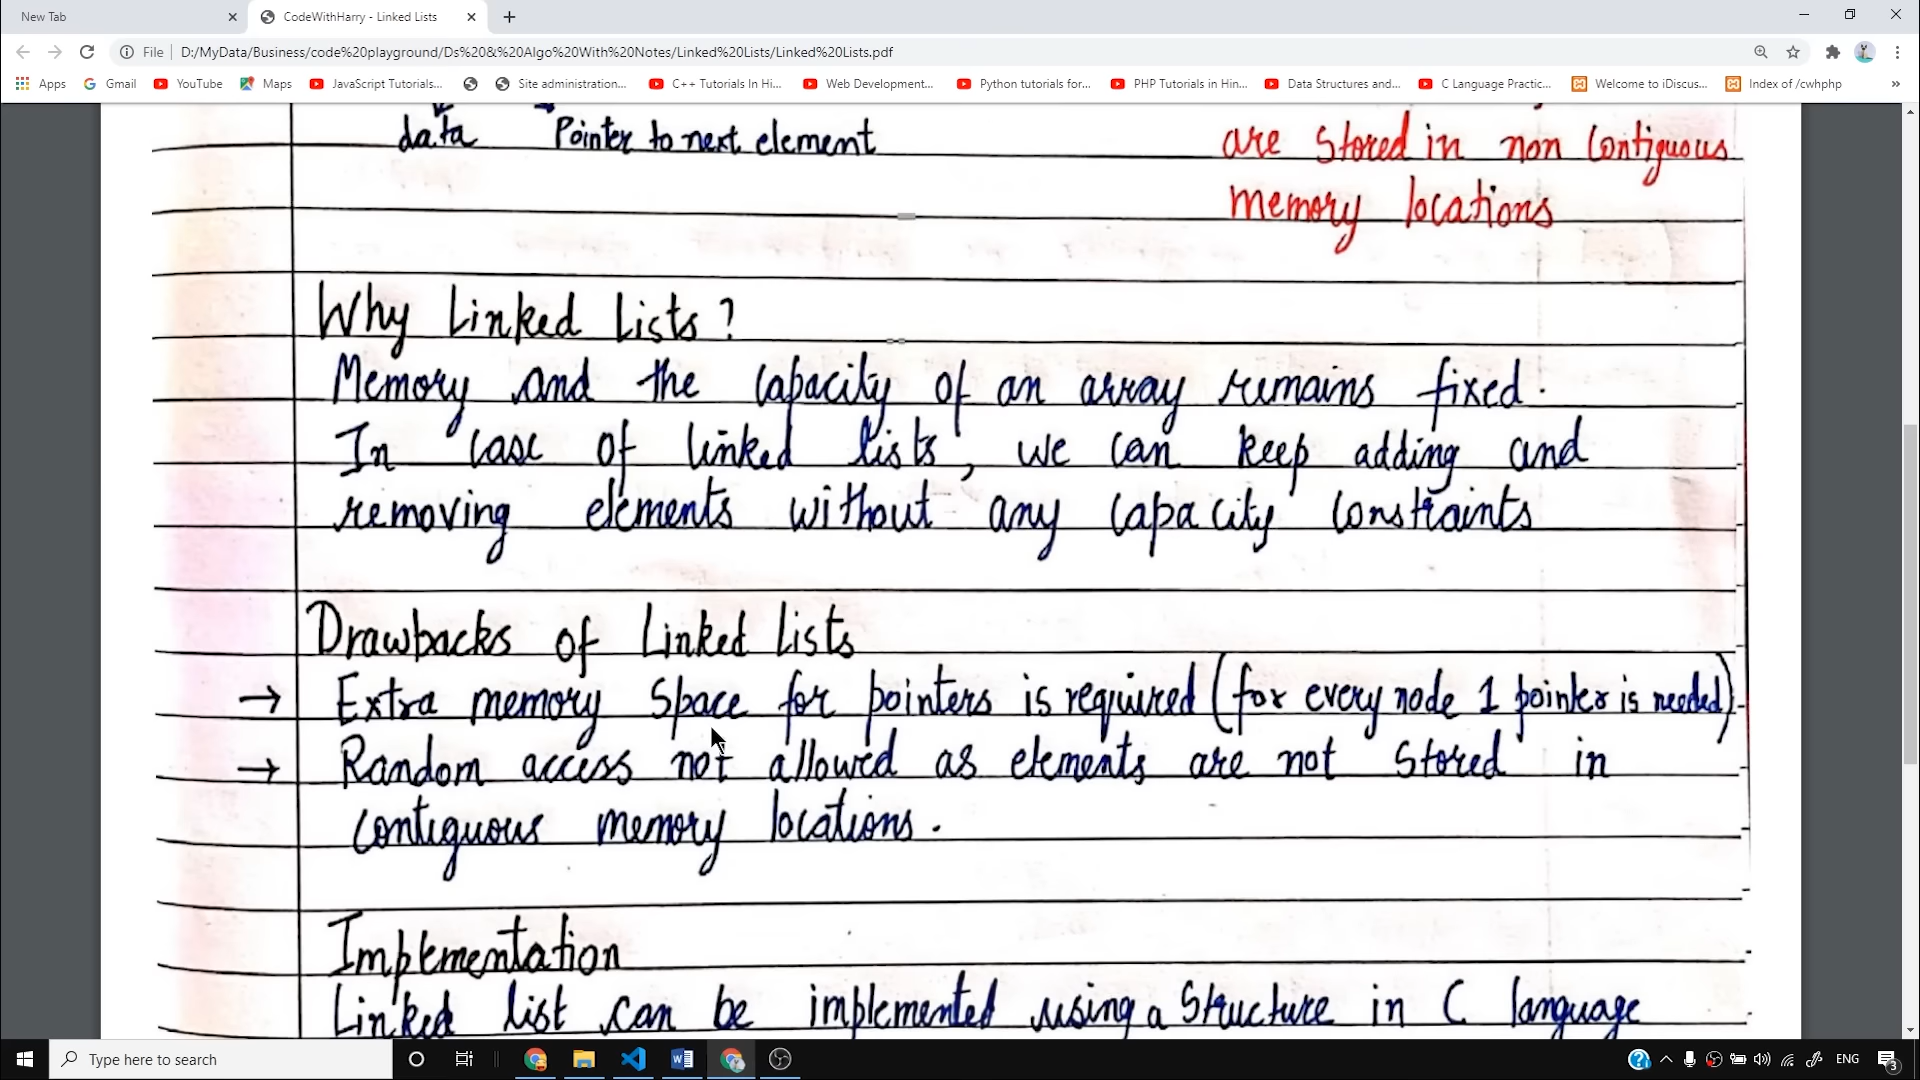 New Tab
CodeWithHarry - Linked Lists
File | D:/MyData/Business/code%20playground/Ds%20&%20Algo%20With%20Notes/Linked%20Lists/Linked%20Lists.pdf
Apps Gmail YouTube Maps JavaScript Tutorials... Site administration... C++ Tutorials In Hi... Web Development... Python tutorials for... PHP Tutorials in Hin... Data Structures and... C Language Practic... Welcome to iDiscus... Index of /cwhphp »
data Pointer to next element
are stored in non contiguous
memory locations
Why Linked Lists?
Memory and the capacity of an array remains fixed.
In case of linked lists, we can keep adding and
removing elements without any capacity constraints
Drawbacks of Linked Lists
→ Extra memory space for pointers is required (for every node 1 pointer is needed)
→ Random access not allowed as elements are not stored in
contiguous memory locations.
Implementation
Linked list can be implemented using a structure in C language
Type here to search
ENG
3